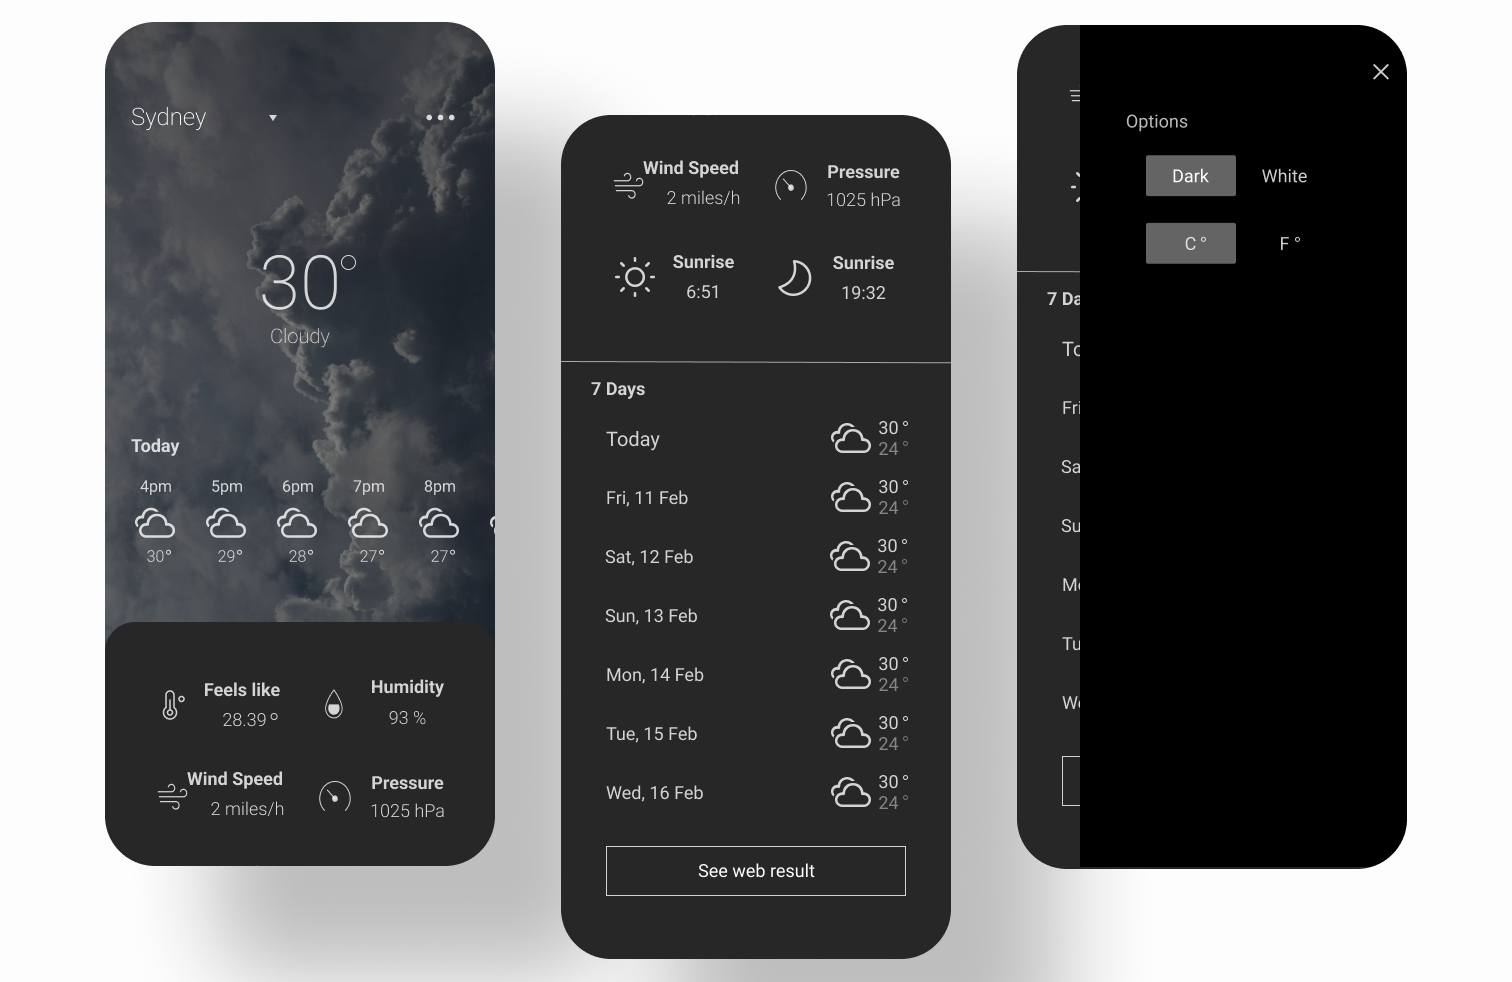 Sydney
30°
Cloudy
Today
4pm 5pm 6pm 7pm 8pm
30° 29° 28° 27° 27°
Feels like
28.39 °
Humidity
93 %
Wind Speed
2 miles/h
Pressure
1025 hPa
Wind Speed
2 miles/h
Pressure
1025 hPa
Sunrise
6:51
Sunrise
19:32
7 Days
Today 30 ° 24 °
Fri, 11 Feb 30 ° 24 °
Sat, 12 Feb 30 ° 24 °
Sun, 13 Feb 30 ° 24 °
Mon, 14 Feb 30 ° 24 °
Tue, 15 Feb 30 ° 24 °
Wed, 16 Feb 30 ° 24 °
See web result
7 Da
To
Fri
Sa
Su
Mo
Tu
We
Options
Dark White
C ° F °